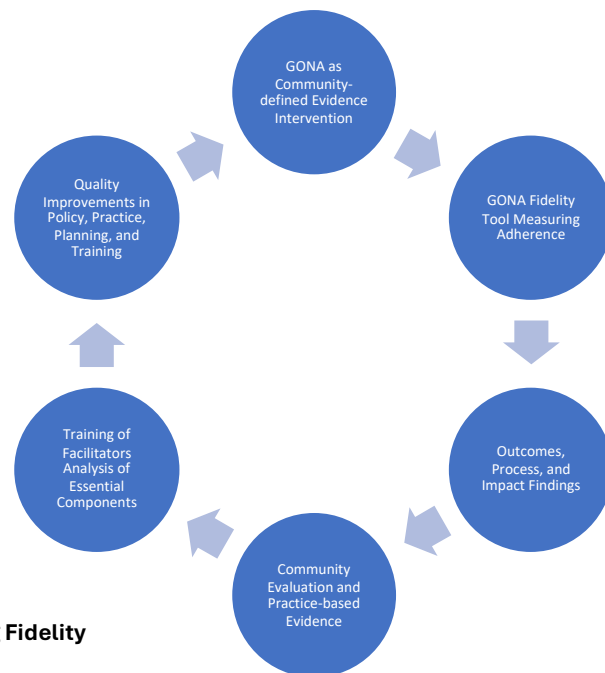 GONA as
Community-
defined Evidence
Intervention
GONA Fidelity
Tool Measuring
Adherence
Outcomes,
Process, and
Impact Findings
Community
Evaluation and
Practice-based
Evidence
Training of
Facilitators
Analysis of
Essential
Components
Quality
Improvements in
Policy, Practice,
Planning, and
Training
Fidelity